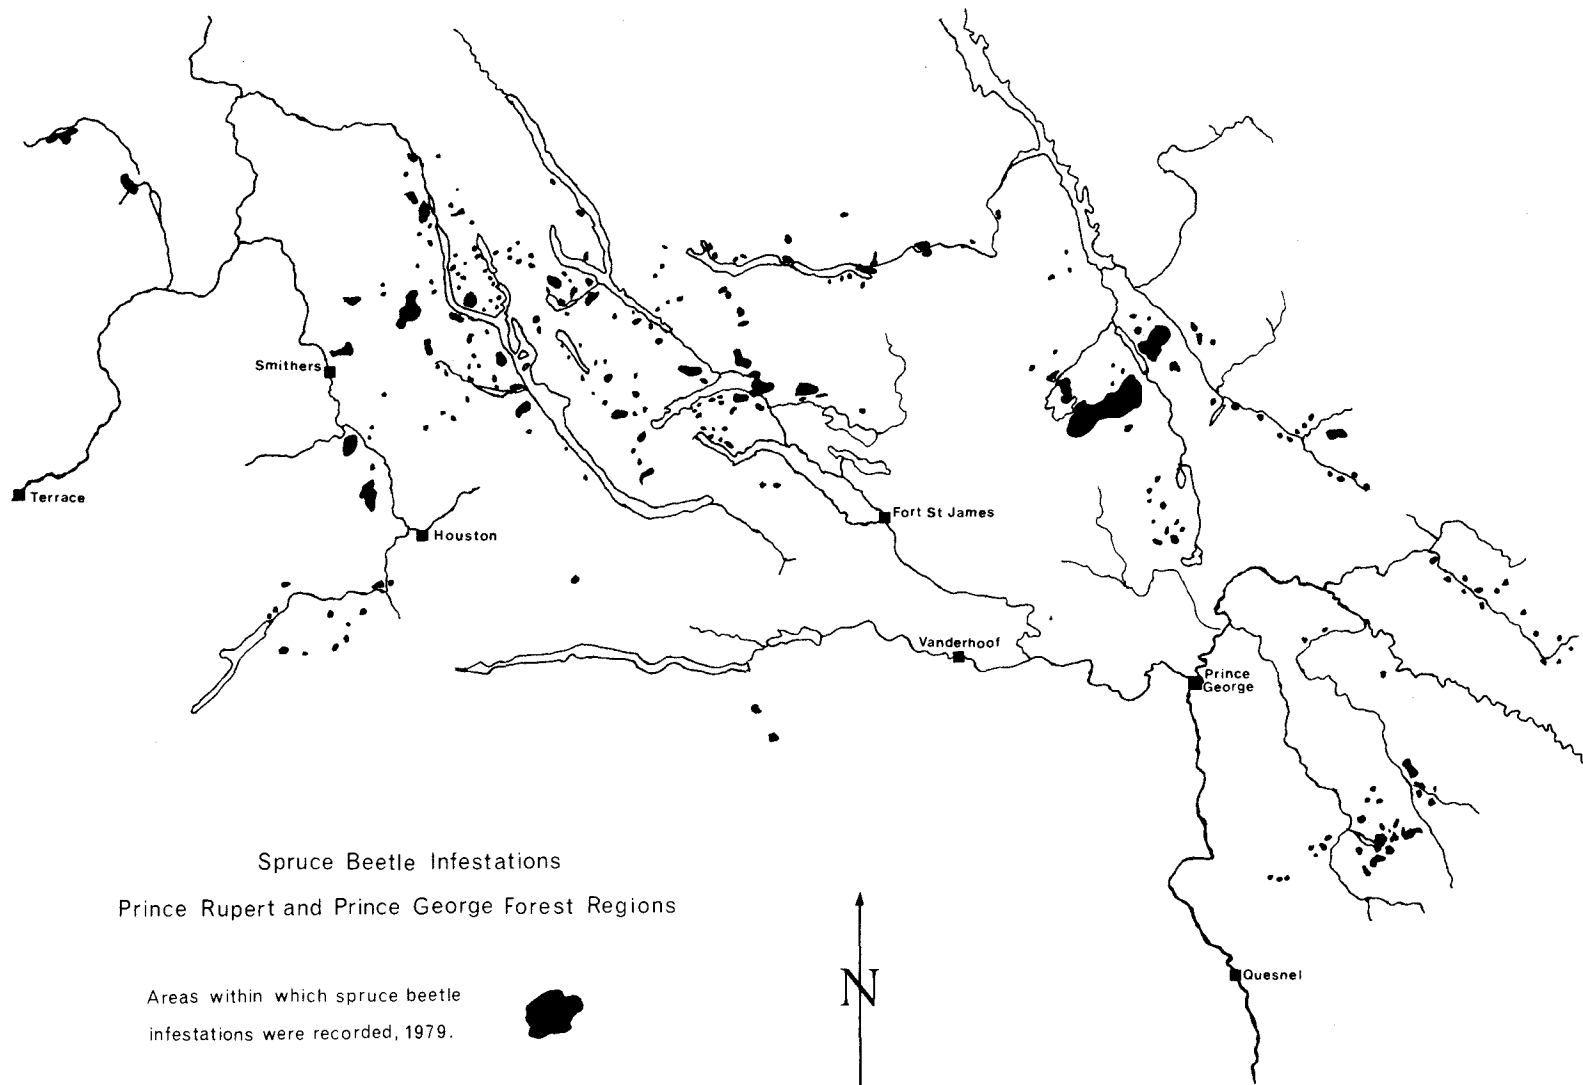 Smithers
Terrace
Fort St James
Houston
Vanderhoof
Prince
George
Spruce Beetle Infestations
Prince Rupert and Prince George Forest Regions
N
Quesnel
Areas within which spruce beetle
infestations were recorded, 1979.